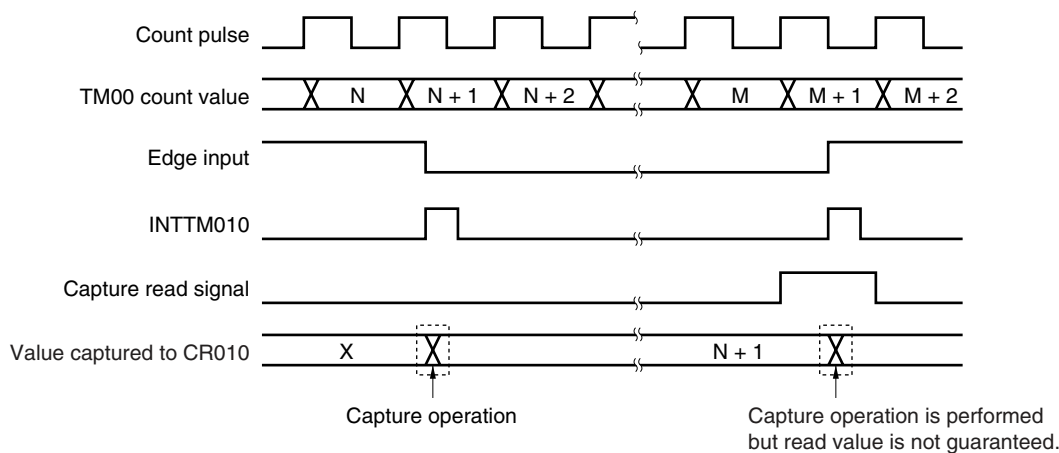 Count pulse
TM00 count value
N
N + 1
N + 2
M
M + 1
M + 2
Edge input
INTTM010
Capture read signal
Value captured to CR010
X
N + 1
Capture operation
Capture operation is performed
but read value is not guaranteed.